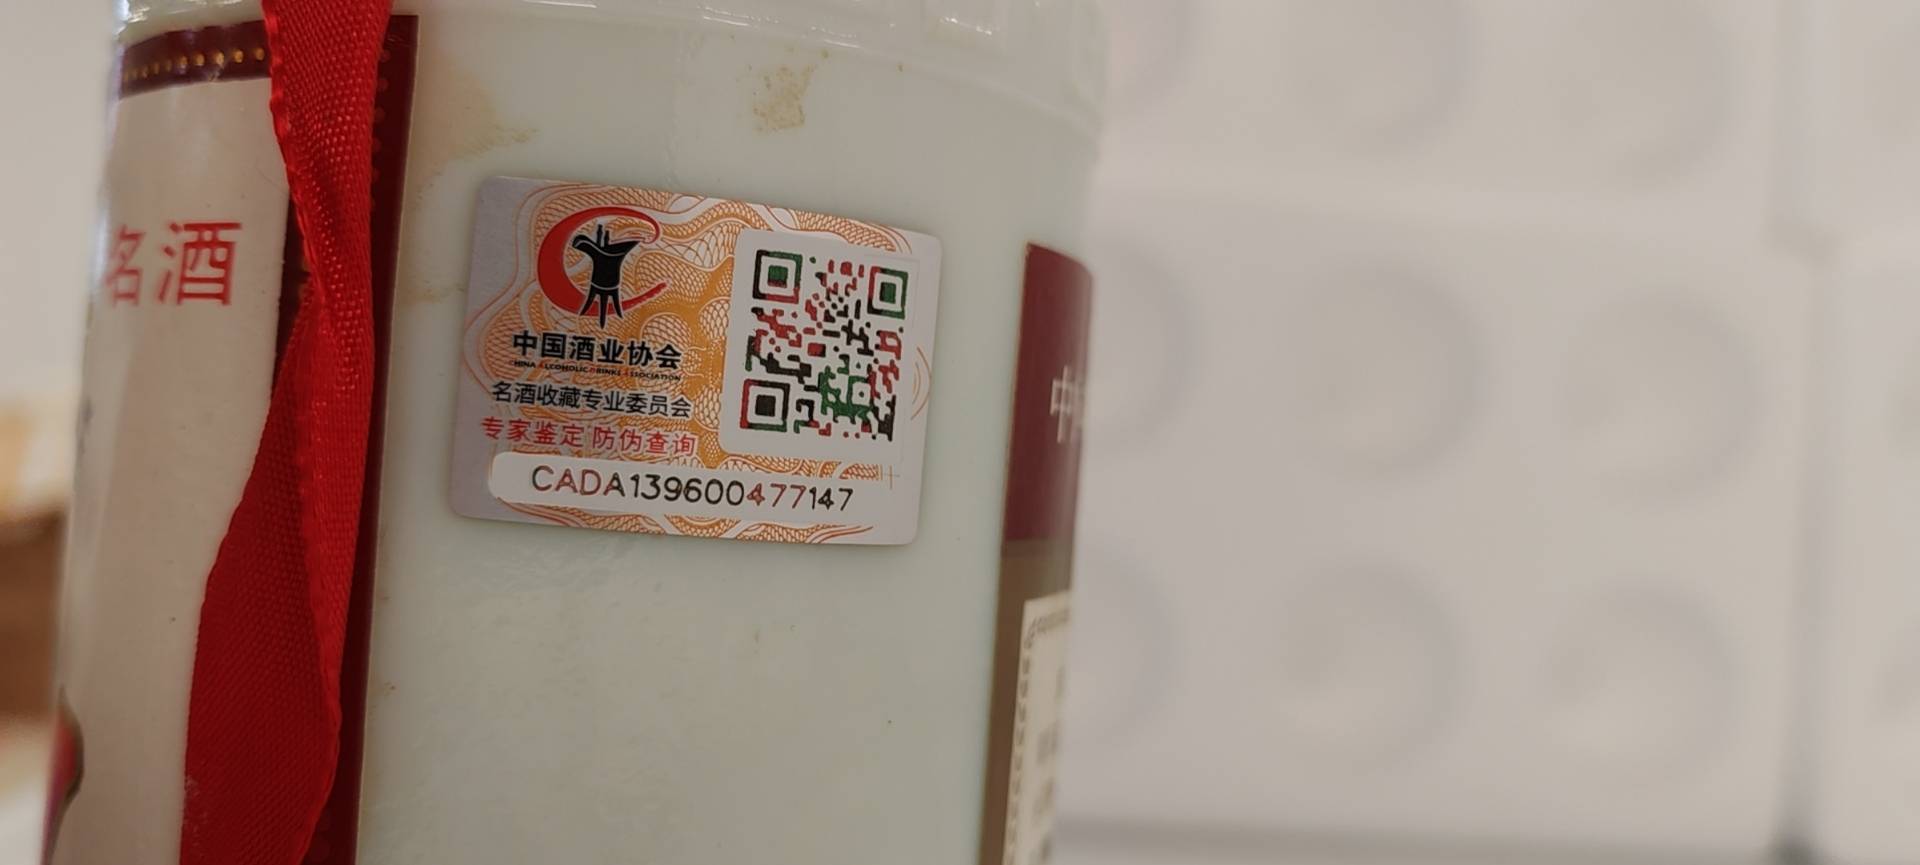 名酒
中国酒业协会
CHINA ALCOHOLIC DRINKS ASSOCIATION
名酒收藏专业委员会
专家鉴定 防伪查询
CADA139600477147
中